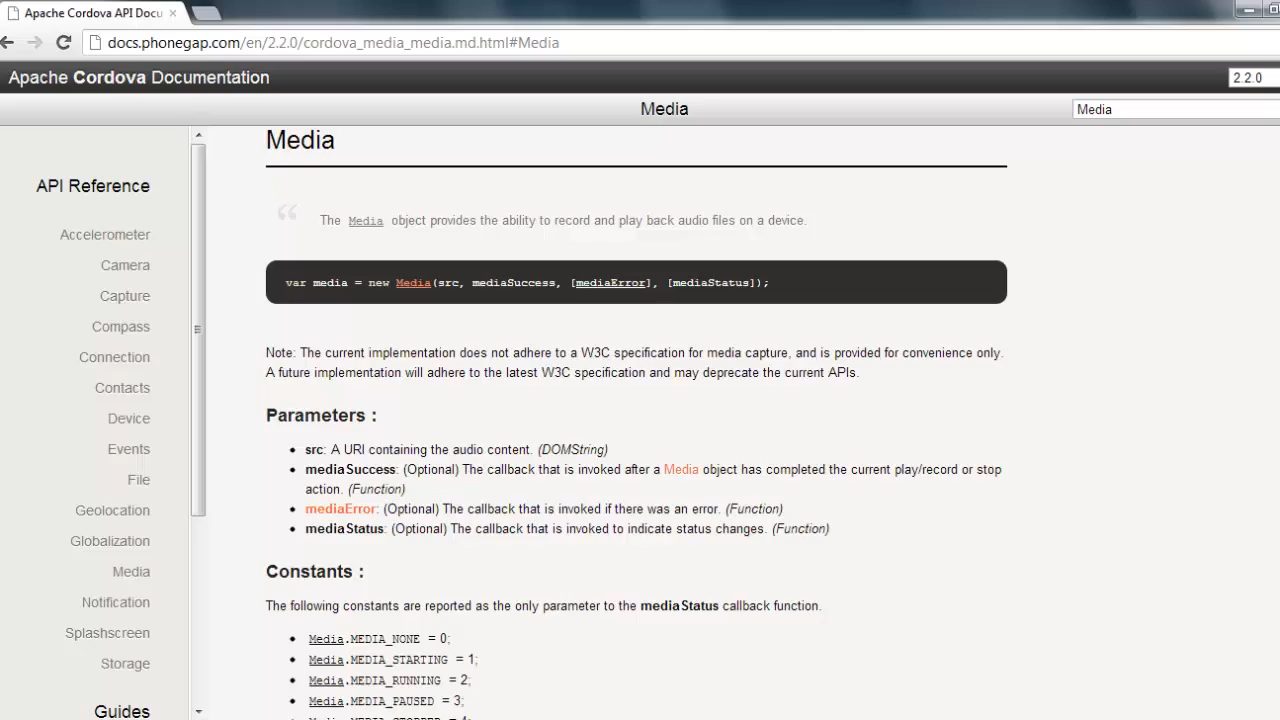 Apache Cordova API Docu
docs.phonegap.com/en/2.2.0/cordova_media_media.md.html#Media
Apache Cordova Documentation
2.2.0
Media
Media
API Reference
Accelerometer
Camera
Capture
Compass
Connection
Contacts
Device
Events
File
Geolocation
Globalization
Media
Notification
Splashscreen
Storage
Guides
Media
“
The Media object provides the ability to record and play back audio files on a device.
var media = new Media(src, mediaSuccess, [mediaError], [mediaStatus]);
Note: The current implementation does not adhere to a W3C specification for media capture, and is provided for convenience only.
A future implementation will adhere to the latest W3C specification and may deprecate the current APIs.
Parameters :
• src: A URI containing the audio content. (DOMString)
• mediaSuccess: (Optional) The callback that is invoked after a Media object has completed the current play/record or stop
action. (Function)
• mediaError: (Optional) The callback that is invoked if there was an error. (Function)
• mediaStatus: (Optional) The callback that is invoked to indicate status changes. (Function)
Constants :
The following constants are reported as the only parameter to the mediaStatus callback function.
• Media.MEDIA_NONE = 0;
• Media.MEDIA_STARTING = 1;
• Media.MEDIA_RUNNING = 2;
• Media.MEDIA_PAUSED = 3;